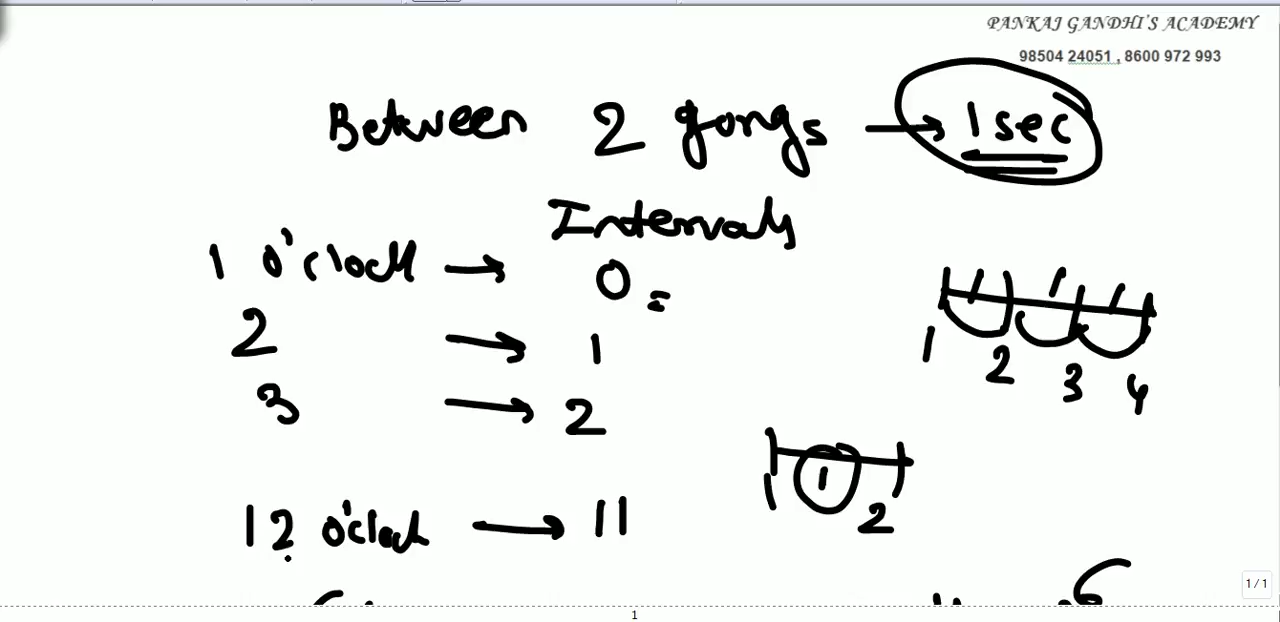 PANKAJ GANDHI'S ACADEMY
98504 24051 , 8600 972 993
Between 2 gongs → 1 sec
Intervals
1 o'clock → 0
2 → 1
3 → 2
1 2 3 4
1 1 2
12 o'clock → 11
1 / 1
1